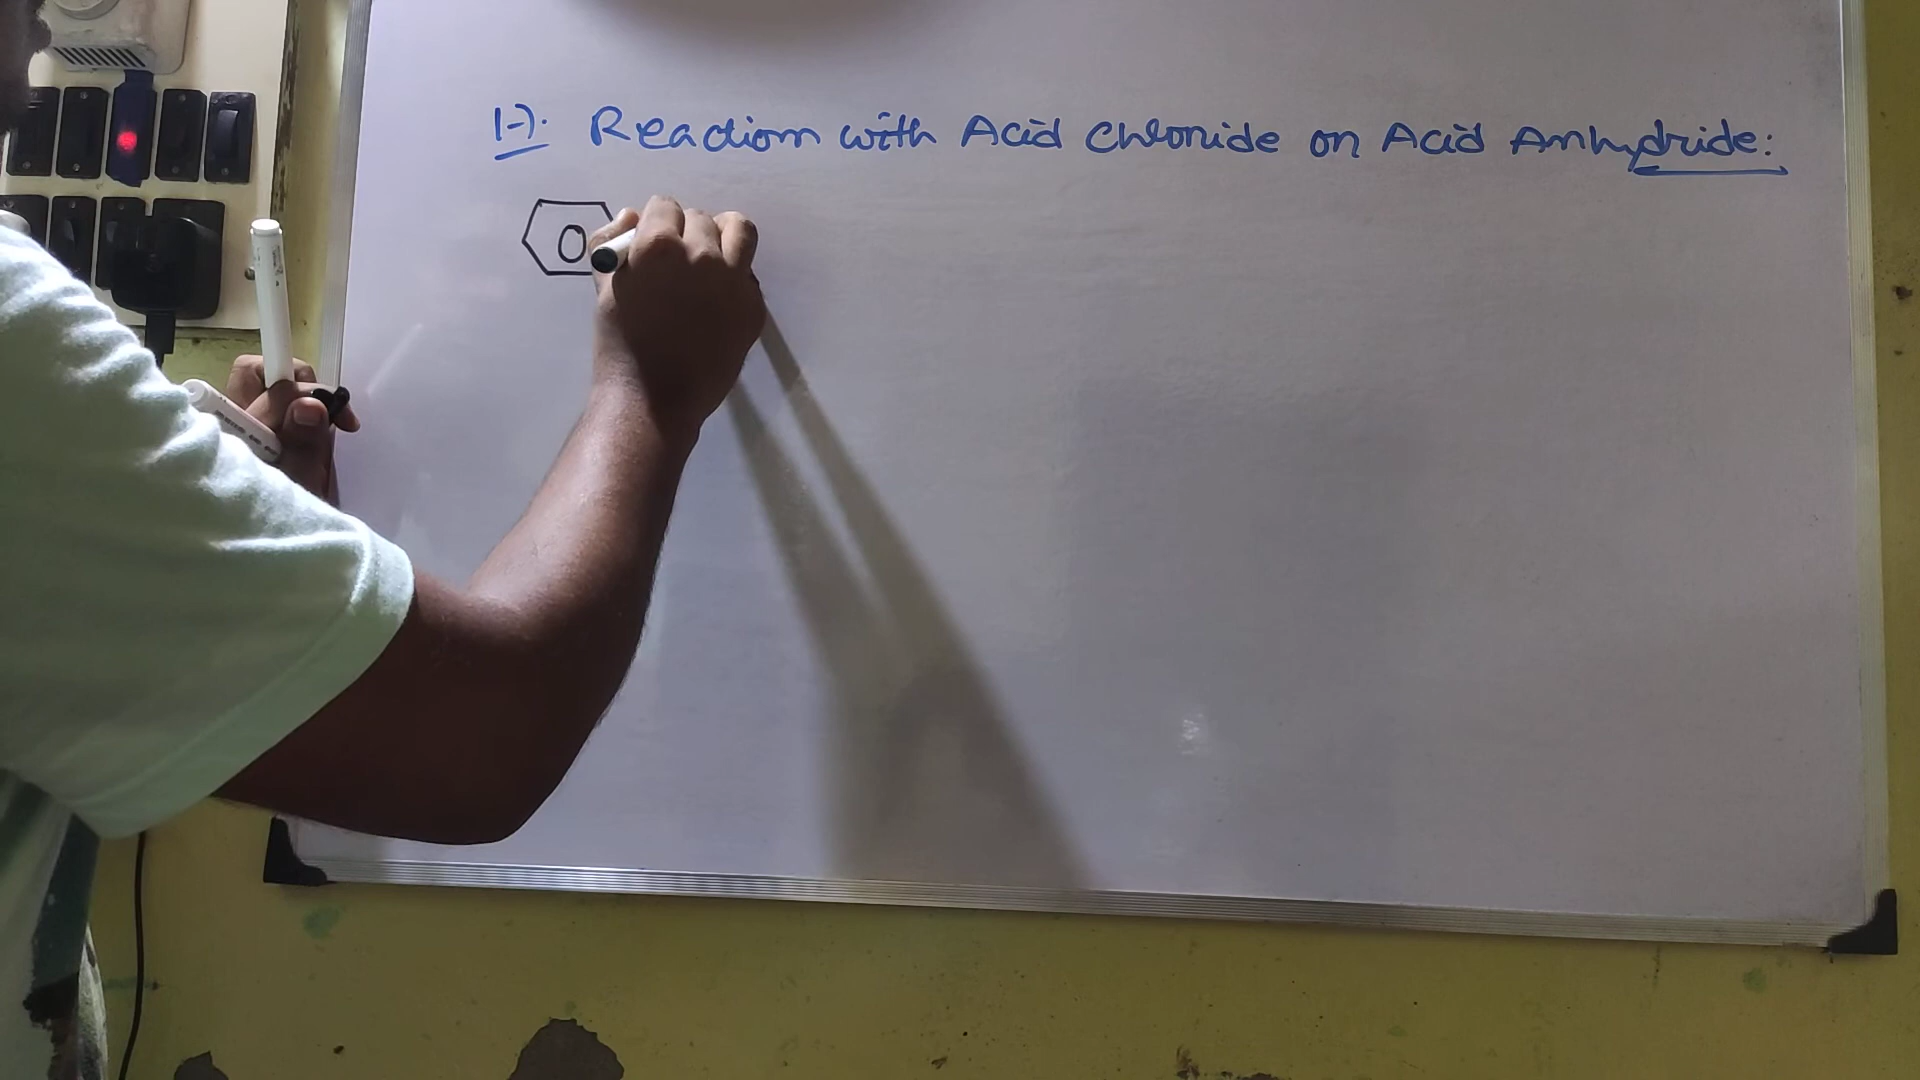 1-). Reaction with Acid Chloride or Acid Anhydride: